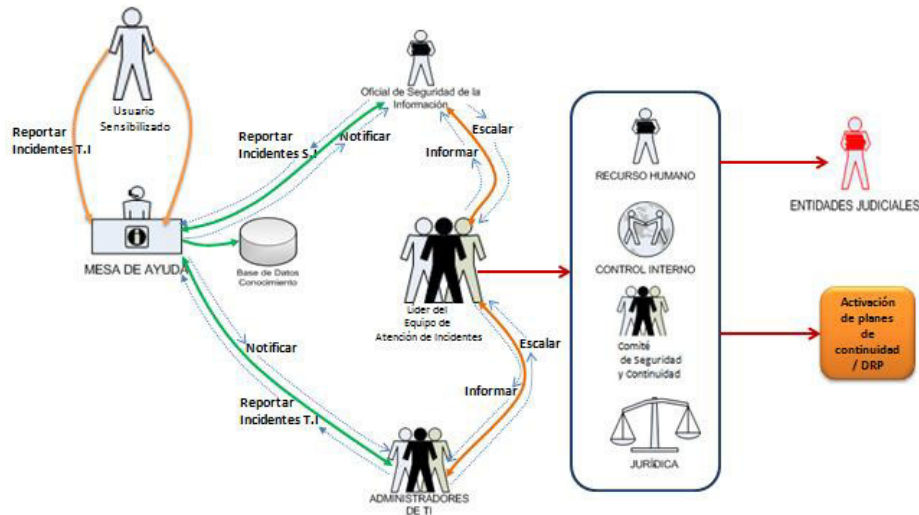 Usuario
Sensibilizado
Reportar
Incidentes T.I
MESA DE AYUDA
Base de Datos
Conocimiento
Oficial de Seguridad de la
Información
Reportar
Incidentes S.I
Notificar
Escalar
Informar
Líder del
Equipo de
Atención de Incidentes
Notificar
Reportar
Incidentes T.I
Escalar
Informar
ADMINISTRADORES
DE TI
RECURSO HUMANO
CONTROL INTERNO
Comité
de Seguridad
y Continuidad
JURÍDICA
ENTIDADES JUDICIALES
Activación
de planes
de
continuidad
/ DRP